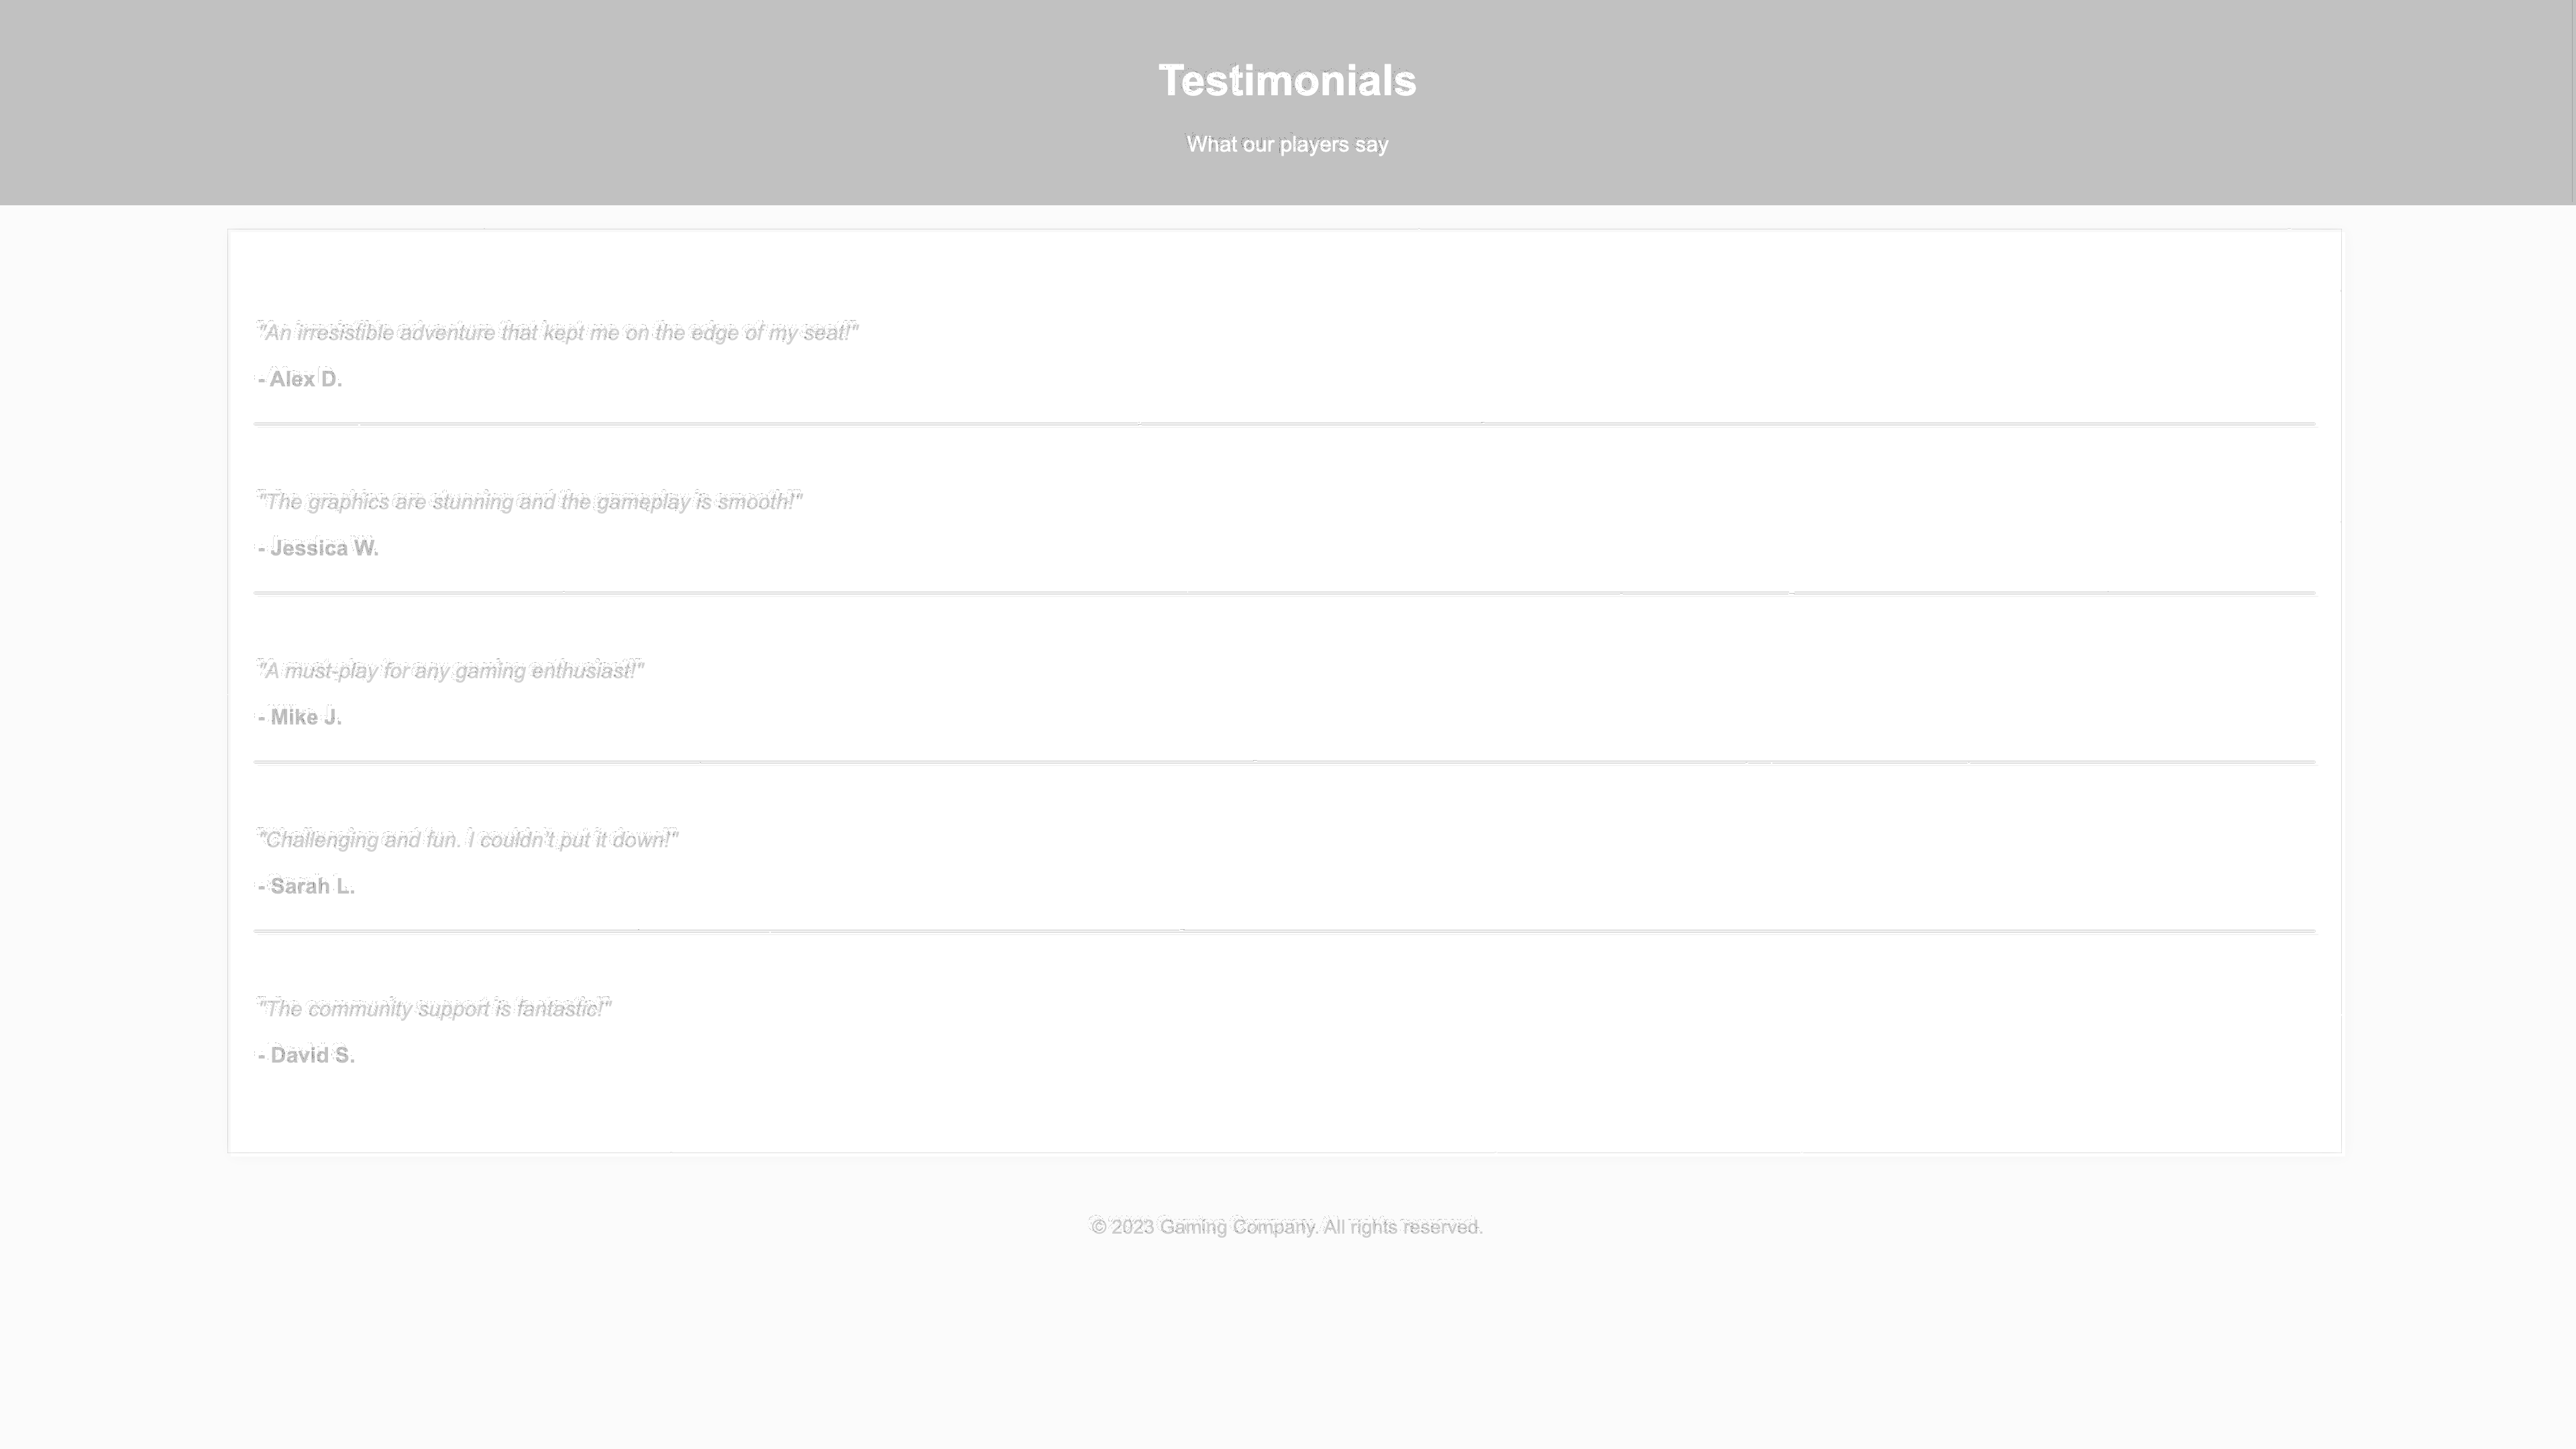 Testimonials
What our players say
"An irresistible adventure that kept me on the edge of my seat!"
- Alex D.
"The graphics are stunning and the gameplay is smooth!"
- Jessica W.
"A must-play for any gaming enthusiast!"
- Mike J.
"Challenging and fun. I couldn't put it down!"
- Sarah L.
"The community support is fantastic!"
- David S.
© 2023 Gaming Company. All rights reserved.